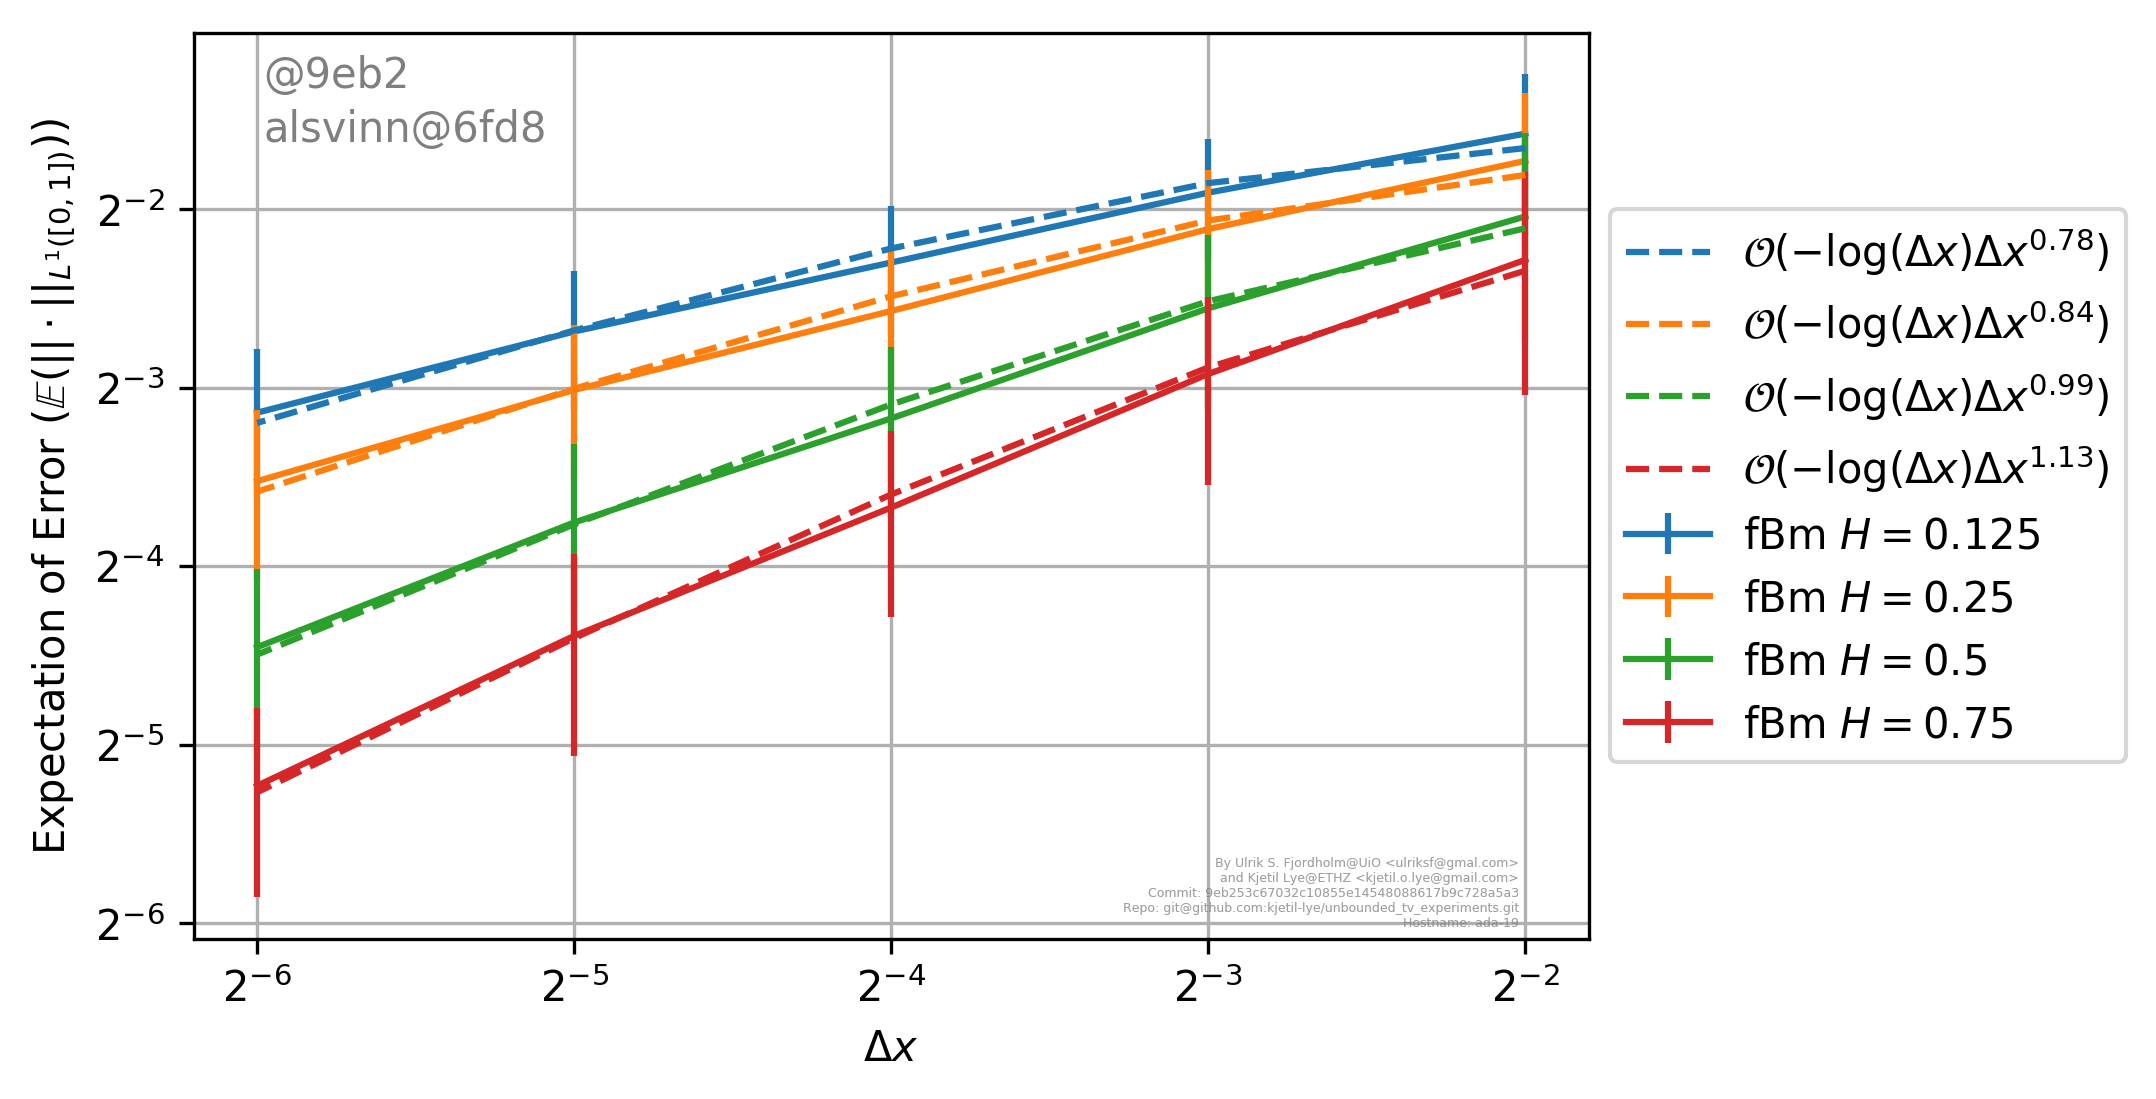 @9eb2
alsvinn@6fd8
Expectation of Error (𝔼(||·||_{L^1([0,1])}))
2^{-2}
2^{-3}
2^{-4}
2^{-5}
2^{-6}
2^{-6} 2^{-5} 2^{-4} 2^{-3} 2^{-2}
Δx
By Ulrik S. Fjordholm@UiO <ulriksf@gmal.com>
and Kjetil Lye@ETHZ <kjetil.o.lye@gmail.com>
Commit: 9eb253c67032c10855e14548088617b9c728a5a3
Repo: git@github.com:kjetil-lye/unbounded_tv_experiments.git
Hostname: ada-19
𝒪(−log(Δx)Δx^{0.78})
𝒪(−log(Δx)Δx^{0.84})
𝒪(−log(Δx)Δx^{0.99})
𝒪(−log(Δx)Δx^{1.13})
fBm H = 0.125
fBm H = 0.25
fBm H = 0.5
fBm H = 0.75